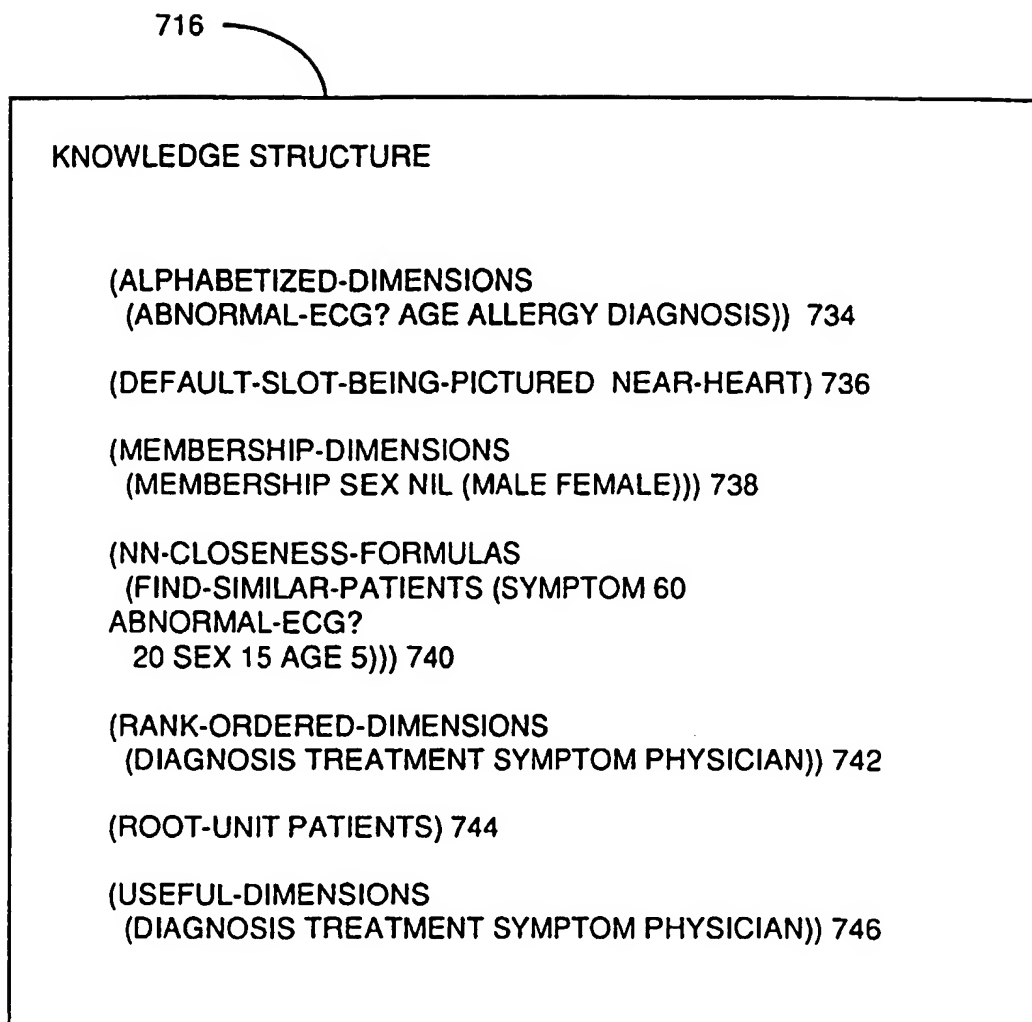 716
KNOWLEDGE STRUCTURE
(ALPHABETIZED-DIMENSIONS
(ABNORMAL-ECG? AGE ALLERGY DIAGNOSIS)) 734
(DEFAULT-SLOT-BEING-PICTURED NEAR-HEART) 736
(MEMBERSHIP-DIMENSIONS
(MEMBERSHIP SEX NIL (MALE FEMALE))) 738
(NN-CLOSENESS-FORMULAS
(FIND-SIMILAR-PATIENTS (SYMPTOM 60
ABNORMAL-ECG?
20 SEX 15 AGE 5))) 740
(RANK-ORDERED-DIMENSIONS
(DIAGNOSIS TREATMENT SYMPTOM PHYSICIAN)) 742
(ROOT-UNIT PATIENTS) 744
(USEFUL-DIMENSIONS
(DIAGNOSIS TREATMENT SYMPTOM PHYSICIAN)) 746